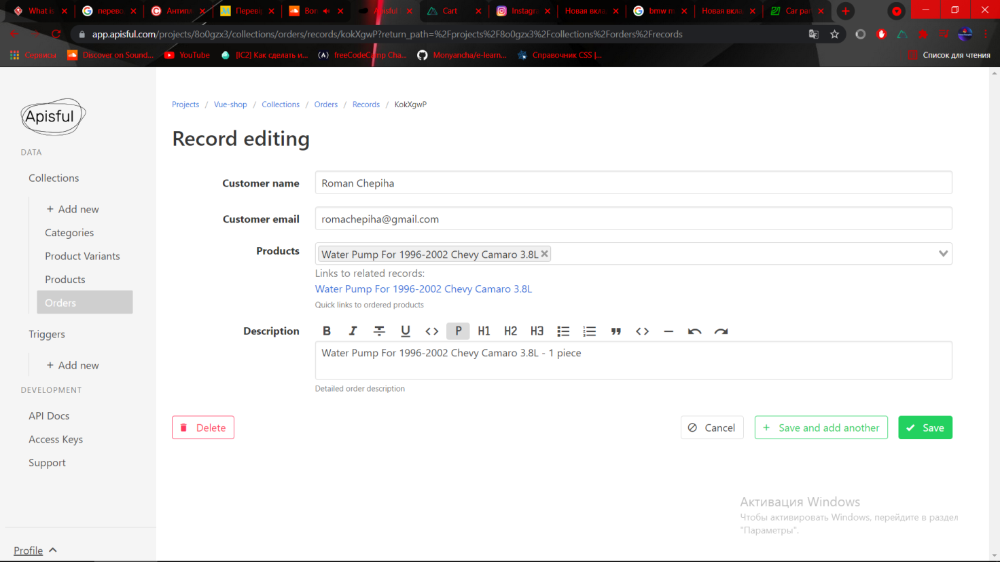 What is
перево
Антипл
Перевір
Bor
Apisful
Cart
Instagra
Новая вкла
bmw m
Новая вкла
Car par
app.apisful.com/projects/8o0gzx3/collections/orders/records/kokXgwP?return_path=%2Fprojects%2F8o0gzx3%2Fcollections%2Forders%2Frecords
Сервисы
Discover on Sound...
YouTube
[IC2] Как сделать и...
freeCodeCamp Cha...
Monyancha/e-learn...
Справочник CSS |...
Список для чтения
Apisful
DATA
Collections
+ Add new
Categories
Product Variants
Products
Orders
Triggers
+ Add new
DEVELOPMENT
API Docs
Access Keys
Support
Profile
Projects / Vue-shop / Collections / Orders / Records / KokXgwP
Record editing
Customer name
Roman Chepiha
Customer email
romachepiha@gmail.com
Products
Water Pump For 1996-2002 Chevy Camaro 3.8L
Links to related records:
Water Pump For 1996-2002 Chevy Camaro 3.8L
Quick links to ordered products
Description
B I T U <> P H1 H2 H3
Water Pump For 1996-2002 Chevy Camaro 3.8L - 1 piece
Detailed order description
Delete
Cancel
+ Save and add another
Save
Активация Windows
Чтобы активировать Windows, перейдите в раздел
"Параметры".